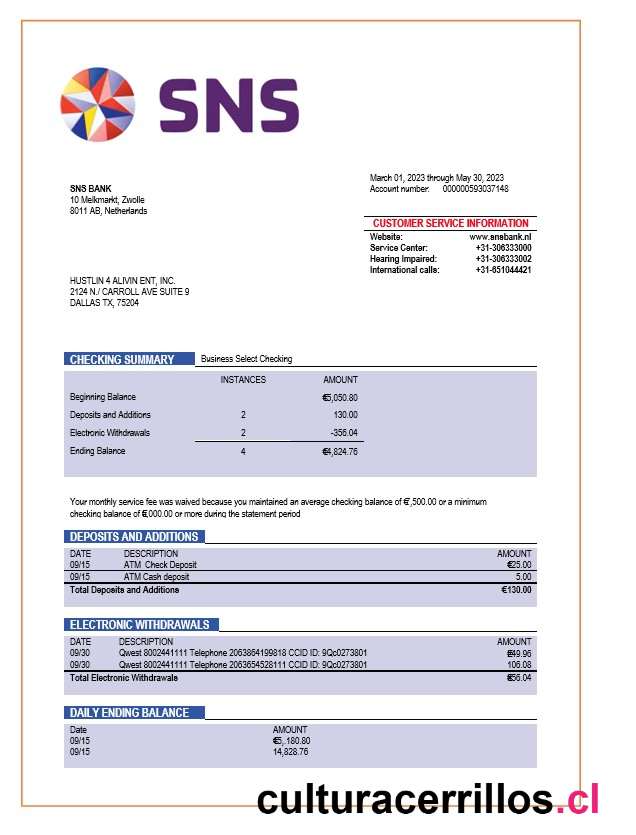 SNS
March 01, 2023 through May 30, 2023
SNS BANK
Account number: 000000593037148
10 Melkmarkt, Zwolle
8011 AB, Netherlands
CUSTOMER SERVICE INFORMATION
Website: www.snsbank.nl
Service Center: +31-306333000
Hearing Impaired: +31-306333002
International calls: +31-651044421
HUSTLIN 4 ALIVIN ENT, INC.
2124 N./ CARROLL AVE SUITE 9
DALLAS TX, 75204
CHECKING SUMMARY Business Select Checking
INSTANCES AMOUNT
Beginning Balance €5,050.80
Deposits and Additions 2 130.00
Electronic Withdrawals 2 -356.04
Ending Balance 4 €4,824.76
Your monthly service fee was waived because you maintained an average checking balance of €7,500.00 or a minimum
checking balance of €,000.00 or more during the statement period
DEPOSITS AND ADDITIONS
DATE DESCRIPTION AMOUNT
09/15 ATM Check Deposit €25.00
09/15 ATM Cash deposit 5.00
Total Deposits and Additions €130.00
ELECTRONIC WITHDRAWALS
DATE DESCRIPTION AMOUNT
09/30 Qwest 8002441111 Telephone 2063864199818 CCID ID: 9Qc0273801 €49.96
09/30 Qwest 8002441111 Telephone 2063654528111 CCID ID: 9Qc0273801 106.08
Total Electronic Withdrawals €56.04
DAILY ENDING BALANCE
Date AMOUNT
09/15 €5, 180.80
09/15 14,828.76
culturacerrillos.cl